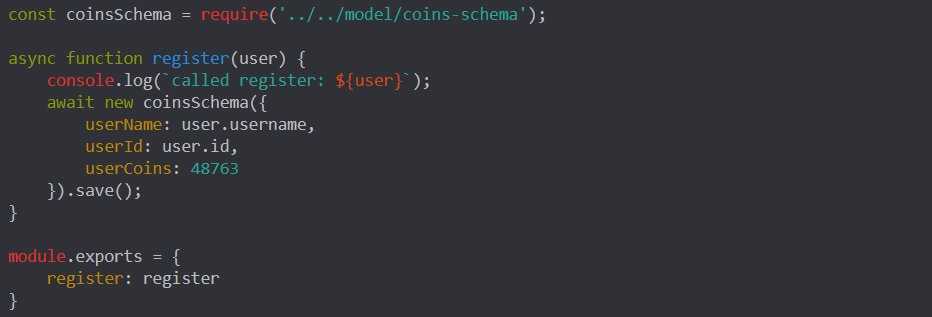 const coinsSchema = require('../../model/coins-schema');
async function register(user) {
    console.log(`called register: ${user}`);
    await new coinsSchema({
        userName: user.username,
        userId: user.id,
        userCoins: 48763
    }).save();
}
module.exports = {
    register: register
}